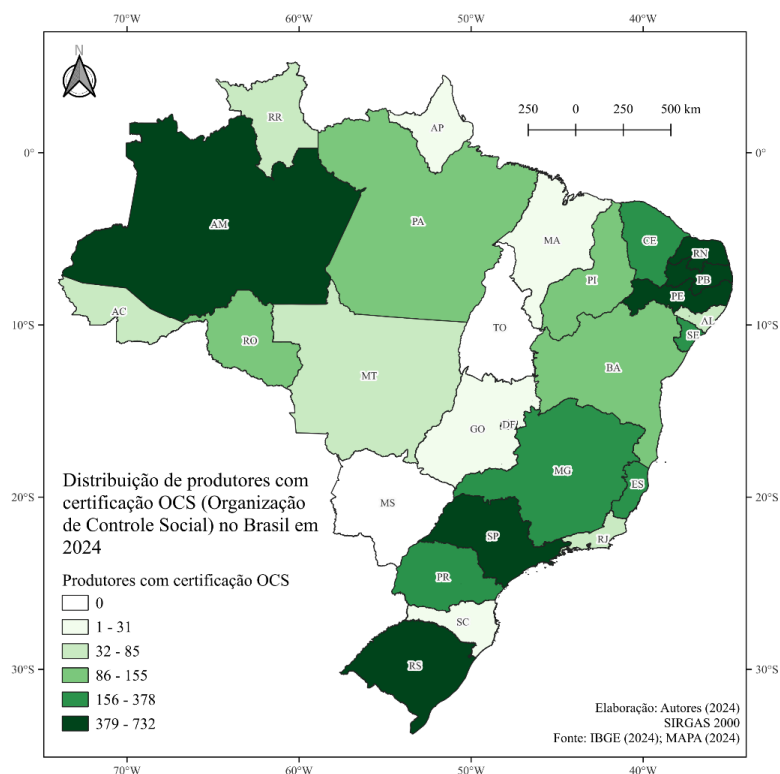 70°W 60°W 50°W 40°W
N
250 0 250 500 km
RR
AP
0°
0°
AM
PA
MA
CE
RN
PI
PB
PE
AC
AL
10°S
RO
TO
SE
10°S
MT
BA
GO
DF
MG
Distribuição de produtores com
certificação OCS (Organização
de Controle Social) no Brasil em
2024
20°S
MS
ES
20°S
SP
RJ
Produtores com certificação OCS
0
1 - 31
32 - 85
86 - 155
156 - 378
379 - 732
PR
SC
30°S
RS
30°S
Elaboração: Autores (2024)
SIRGAS 2000
Fonte: IBGE (2024); MAPA (2024)
70°W 60°W 50°W 40°W